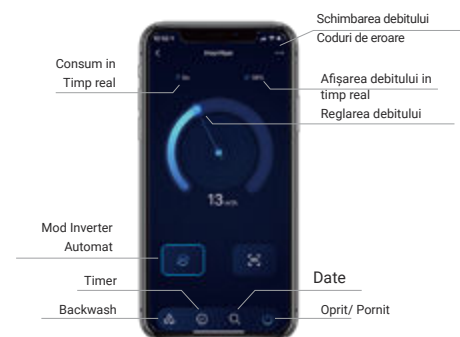 Schimbarea debitului
Coduri de eroare
Consum in
Timp real
Afișarea debitului in
timp real
Reglarea debitului
13 m³/h
Mod Inverter
Automat
Timer
Date
Backwash
Oprit/ Pornit